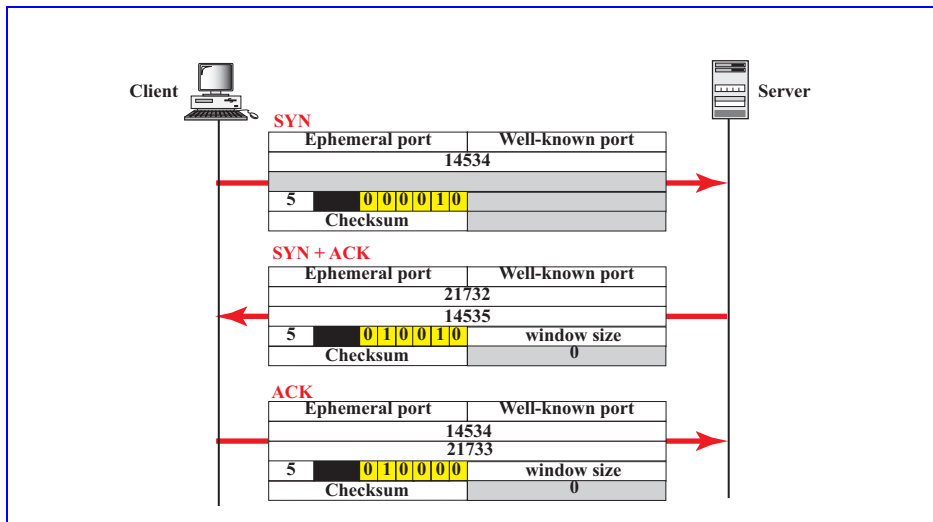 Client
Server
SYN
Ephemeral port Well-known port
14534
5 0 0 0 0 1 0
Checksum
SYN + ACK
Ephemeral port Well-known port
21732
14535
5 0 1 0 0 1 0 window size
Checksum 0
ACK
Ephemeral port Well-known port
14534
21733
5 0 1 0 0 0 0 window size
Checksum 0